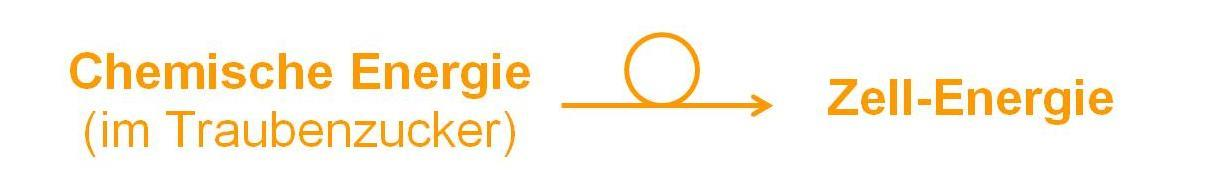 Chemische Energie
(im Traubenzucker)
Zell-Energie